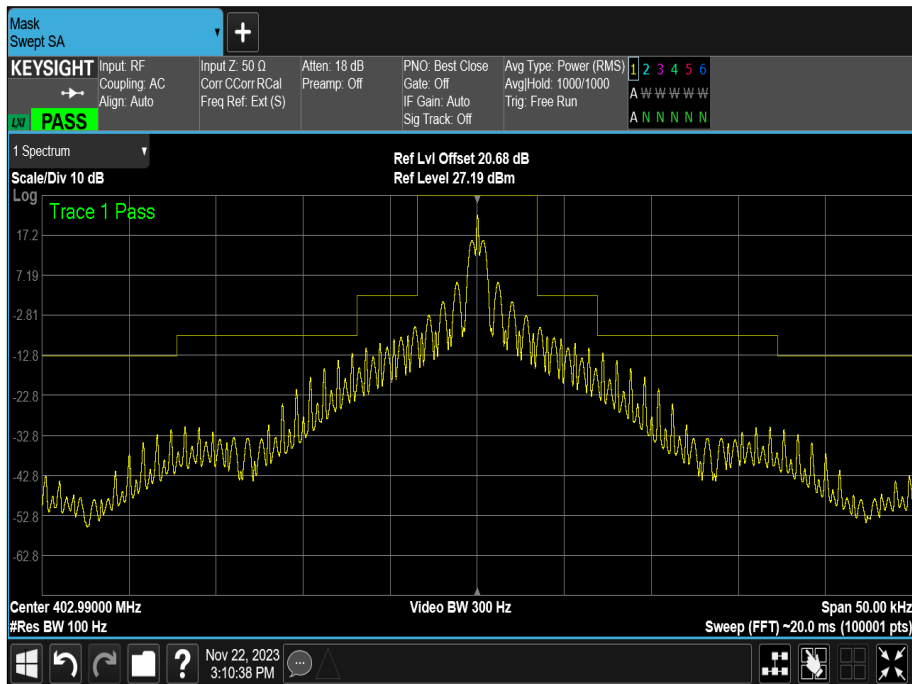 Mask
Swept SA
+
KEYSIGHT
LXI PASS
Input: RF
Coupling: AC
Align: Auto
Input Z: 50 Ω
Corr CCorr RCal
Freq Ref: Ext (S)
Atten: 18 dB
Preamp: Off
PNO: Best Close
Gate: Off
IF Gain: Auto
Sig Track: Off
Avg Type: Power (RMS)
Avg|Hold: 1000/1000
Trig: Free Run
1 2 3 4 5 6
A W W W W W
A N N N N N
1 Spectrum
Scale/Div 10 dB
Ref Lvl Offset 20.68 dB
Ref Level 27.19 dBm
Log
Trace 1 Pass
17.2
7.19
-2.81
-12.8
-22.8
-32.8
-42.8
-52.8
-62.8
Center 402.99000 MHz
#Res BW 100 Hz
Video BW 300 Hz
Span 50.00 kHz
Sweep (FFT) ~20.0 ms (100001 pts)
?
Nov 22, 2023
3:10:38 PM